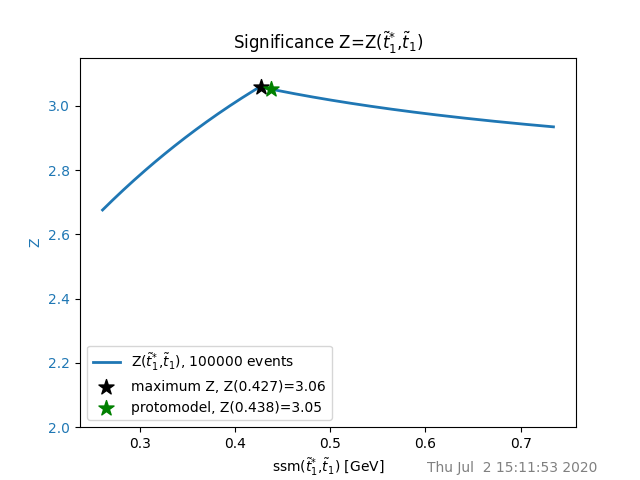 Significance Z=Z(t̃₁*,t̃₁)
Z
3.0
2.8
2.6
2.4
2.2
2.0
Z(t̃₁*,t̃₁), 100000 events
maximum Z, Z(0.427)=3.06
protomodel, Z(0.438)=3.05
0.3 0.4 0.5 0.6 0.7
ssm(t̃₁*,t̃₁) [GeV]
Thu Jul  2 15:11:53 2020